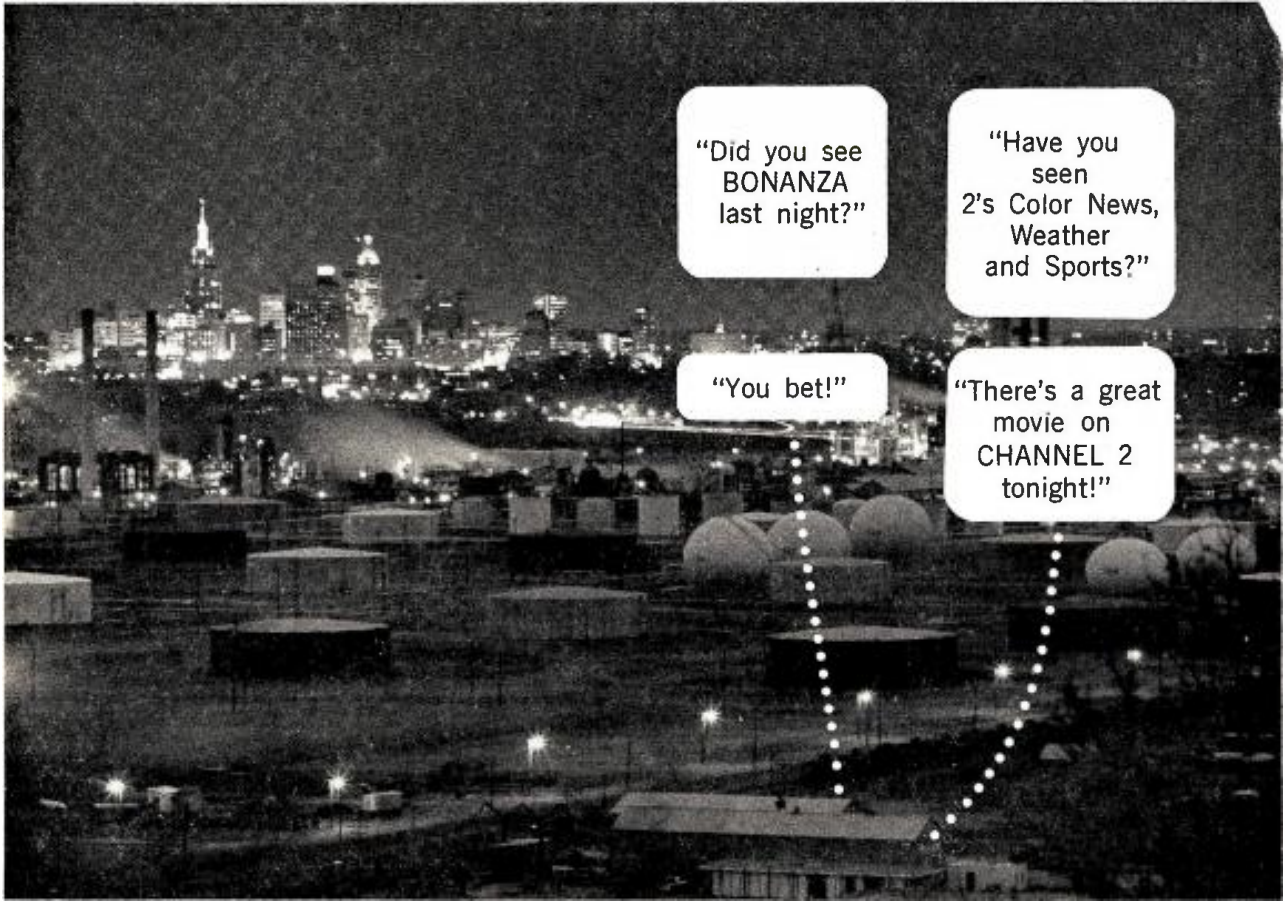 “Did you see
BONANZA
last night?”
“You bet!”
“Have you
seen
2's Color News,
Weather
and Sports?”
“There's a great
movie on
CHANNEL 2
tonight!”